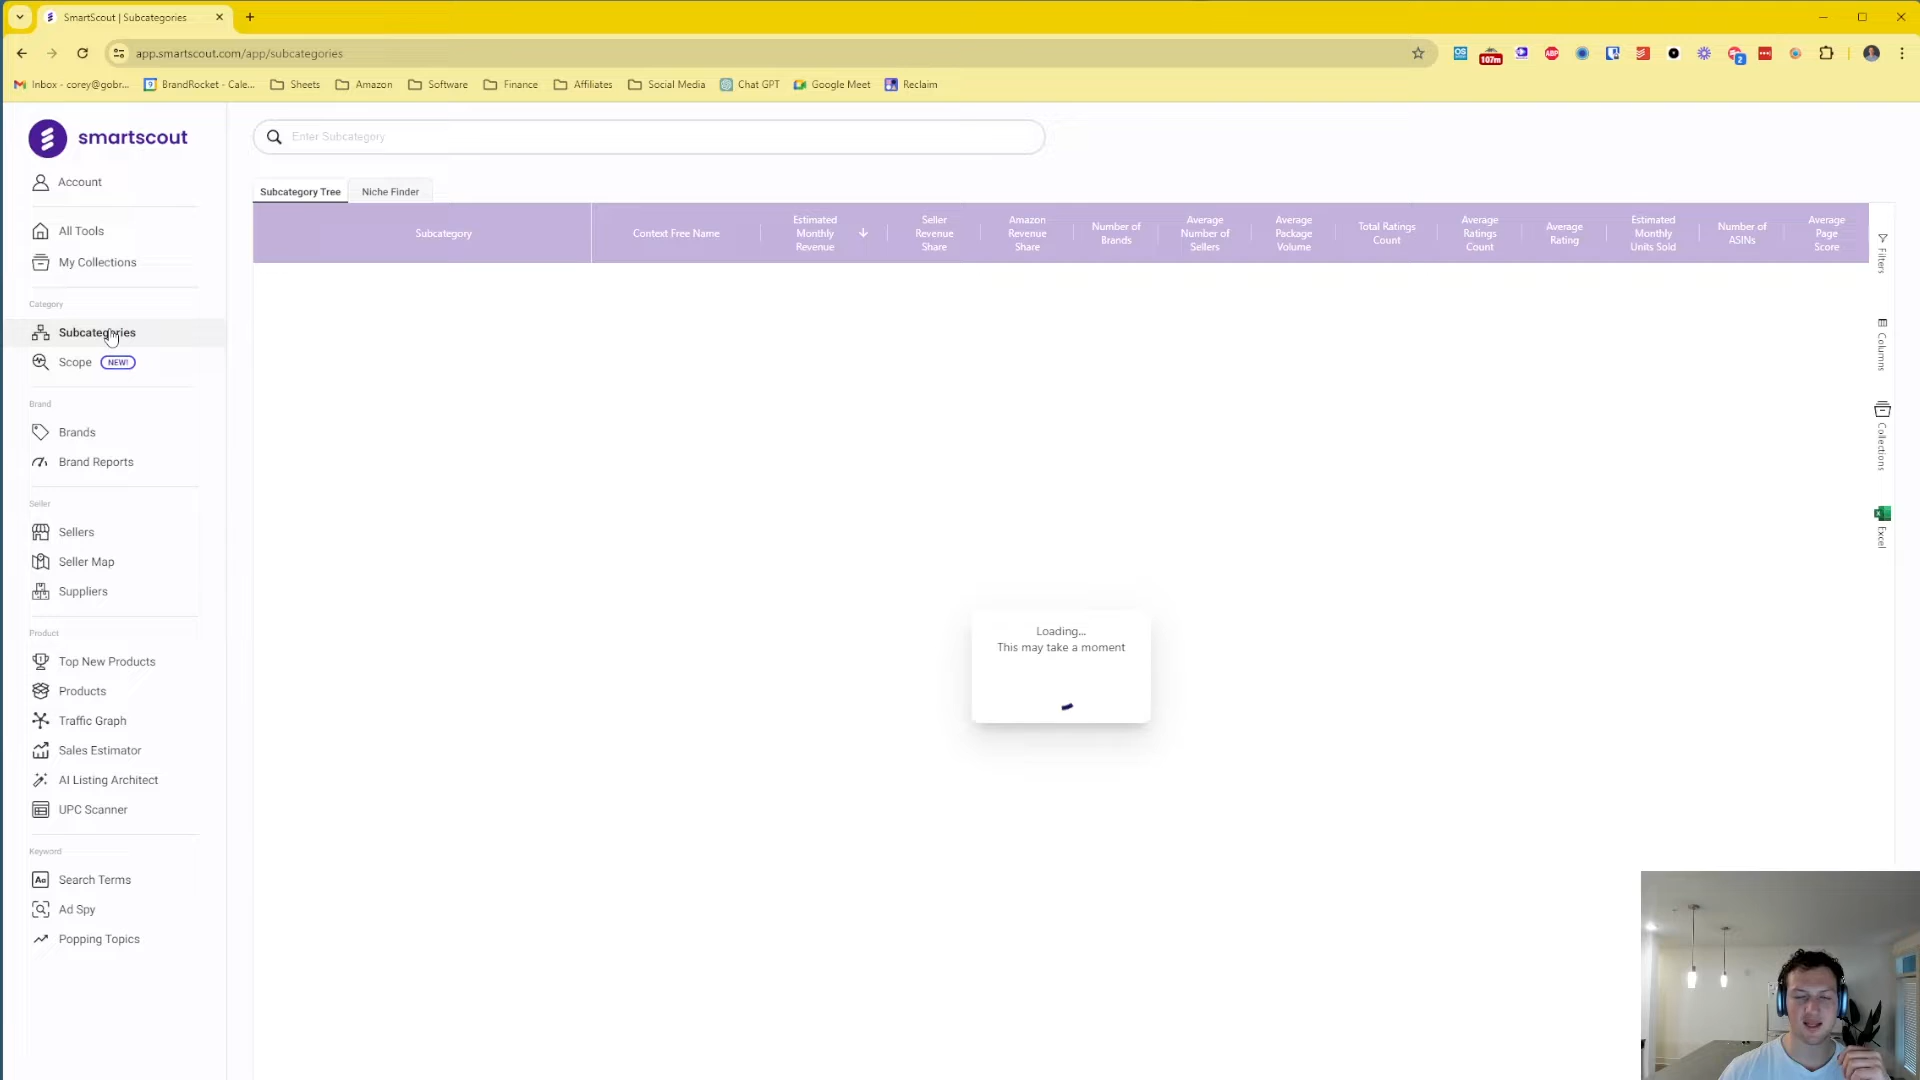 SmartScout | Subcategories
app.smartscout.com/app/subcategories
107m
ABP
2
Inbox - corey@gobr...
BrandRocket - Cale...
Sheets
Amazon
Software
Finance
Affiliates
Social Media
Chat GPT
Google Meet
Reclaim
smartscout
Account
All Tools
My Collections
Category
Subcategories
Scope NEW!
Brand
Brands
Brand Reports
Seller
Sellers
Seller Map
Suppliers
Product
Top New Products
Products
Traffic Graph
Sales Estimator
AI Listing Architect
UPC Scanner
Keyword
Search Terms
Ad Spy
Popping Topics
Enter Subcategory
Subcategory Tree
Niche Finder
Subcategory
Context Free Name
Estimated
Monthly
Revenue
Seller
Revenue
Share
Amazon
Revenue
Share
Number of
Brands
Average
Number of
Sellers
Average
Package
Volume
Total Ratings
Count
Average
Ratings
Count
Average
Rating
Estimated
Monthly
Units Sold
Number of
ASINs
Average
Page
Score
Filters
Columns
Collections
Excel
Loading...
This may take a moment